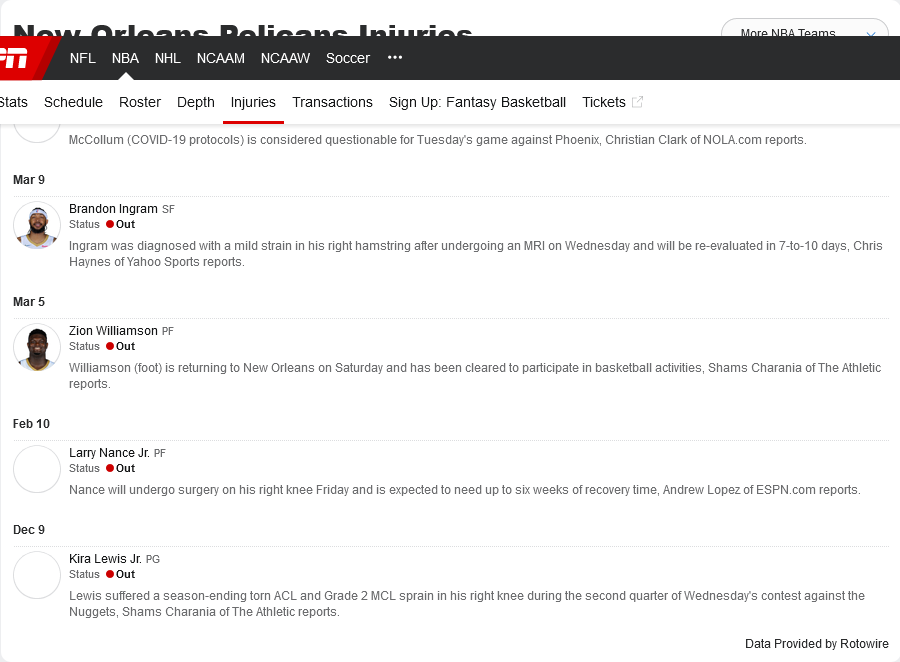 New Orleans Pelicans Injuries
More NBA Teams
NFL NBA NHL NCAAM NCAAW Soccer •••
Stats Schedule Roster Depth Injuries Transactions Sign Up: Fantasy Basketball Tickets
McCollum (COVID-19 protocols) is considered questionable for Tuesday's game against Phoenix, Christian Clark of NOLA.com reports.
Mar 9
Brandon Ingram SF
Status Out
Ingram was diagnosed with a mild strain in his right hamstring after undergoing an MRI on Wednesday and will be re-evaluated in 7-to-10 days, Chris
Haynes of Yahoo Sports reports.
Mar 5
Zion Williamson PF
Status Out
Williamson (foot) is returning to New Orleans on Saturday and has been cleared to participate in basketball activities, Shams Charania of The Athletic
reports.
Feb 10
Larry Nance Jr. PF
Status Out
Nance will undergo surgery on his right knee Friday and is expected to need up to six weeks of recovery time, Andrew Lopez of ESPN.com reports.
Dec 9
Kira Lewis Jr. PG
Status Out
Lewis suffered a season-ending torn ACL and Grade 2 MCL sprain in his right knee during the second quarter of Wednesday's contest against the
Nuggets, Shams Charania of The Athletic reports.
Data Provided by Rotowire